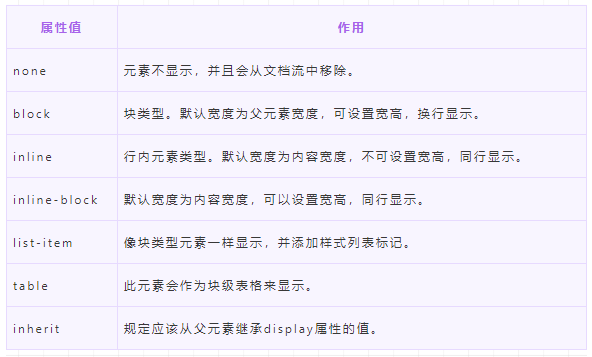 属性值 作用
none 元素不显示，并且会从文档流中移除。
block 块类型。默认宽度为父元素宽度，可设置宽高，换行显示。
inline 行内元素类型。默认宽度为内容宽度，不可设置宽高，同行显示。
inline-block 默认宽度为内容宽度，可以设置宽高，同行显示。
list-item 像块类型元素一样显示，并添加样式列表标记。
table 此元素会作为块级表格来显示。
inherit 规定应该从父元素继承display属性的值。